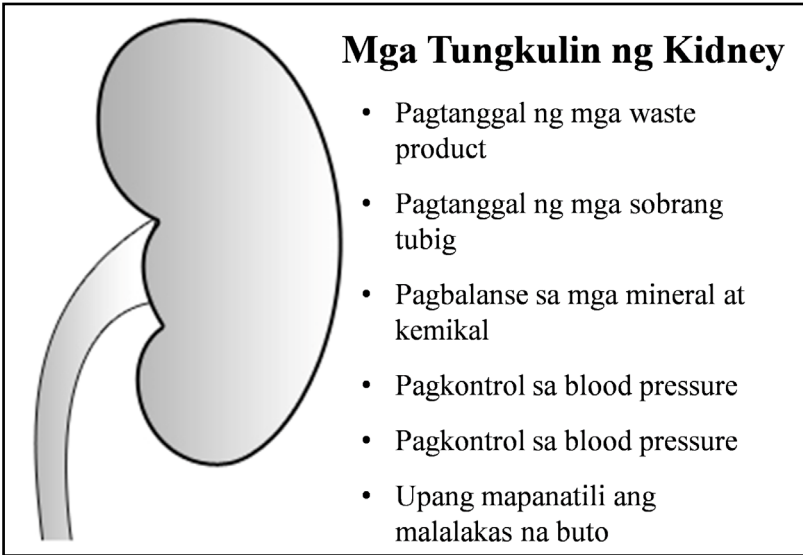 Mga Tungkulin ng Kidney
• Pagtanggal ng mga waste
product
• Pagtanggal ng mga sobrang
tubig
• Pagbalanse sa mga mineral at
kemikal
• Pagkontrol sa blood pressure
• Pagkontrol sa blood pressure
• Upang mapanatili ang
malalakas na buto